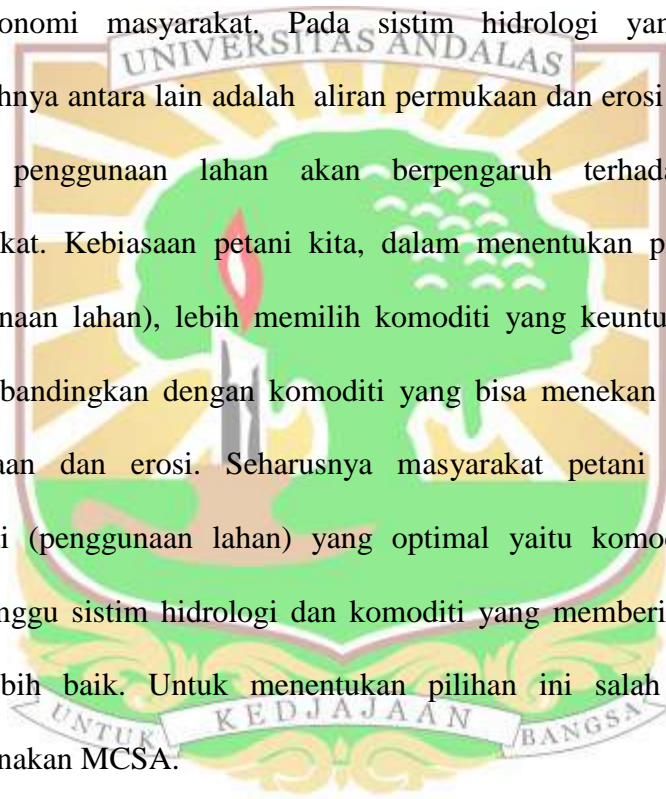 onomi masyarakat. Pada sistim hidrologi yan
UNIVERSITAS ANDALAS
hnya antara lain adalah aliran permukaan dan erosi
penggunaan lahan akan berpengaruh terhada
kat. Kebiasaan petani kita, dalam menentukan p
naan lahan), lebih memilih komoditi yang keuntu
bandingkan dengan komoditi yang bisa menekan
aan dan erosi. Seharusnya masyarakat petani
i (penggunaan lahan) yang optimal yaitu komo
nggu sistim hidrologi dan komoditi yang memberi
bih baik. Untuk menentukan pilihan ini salah
UNTUK KEDJAJAAN BANGSA
nakan MCSA.